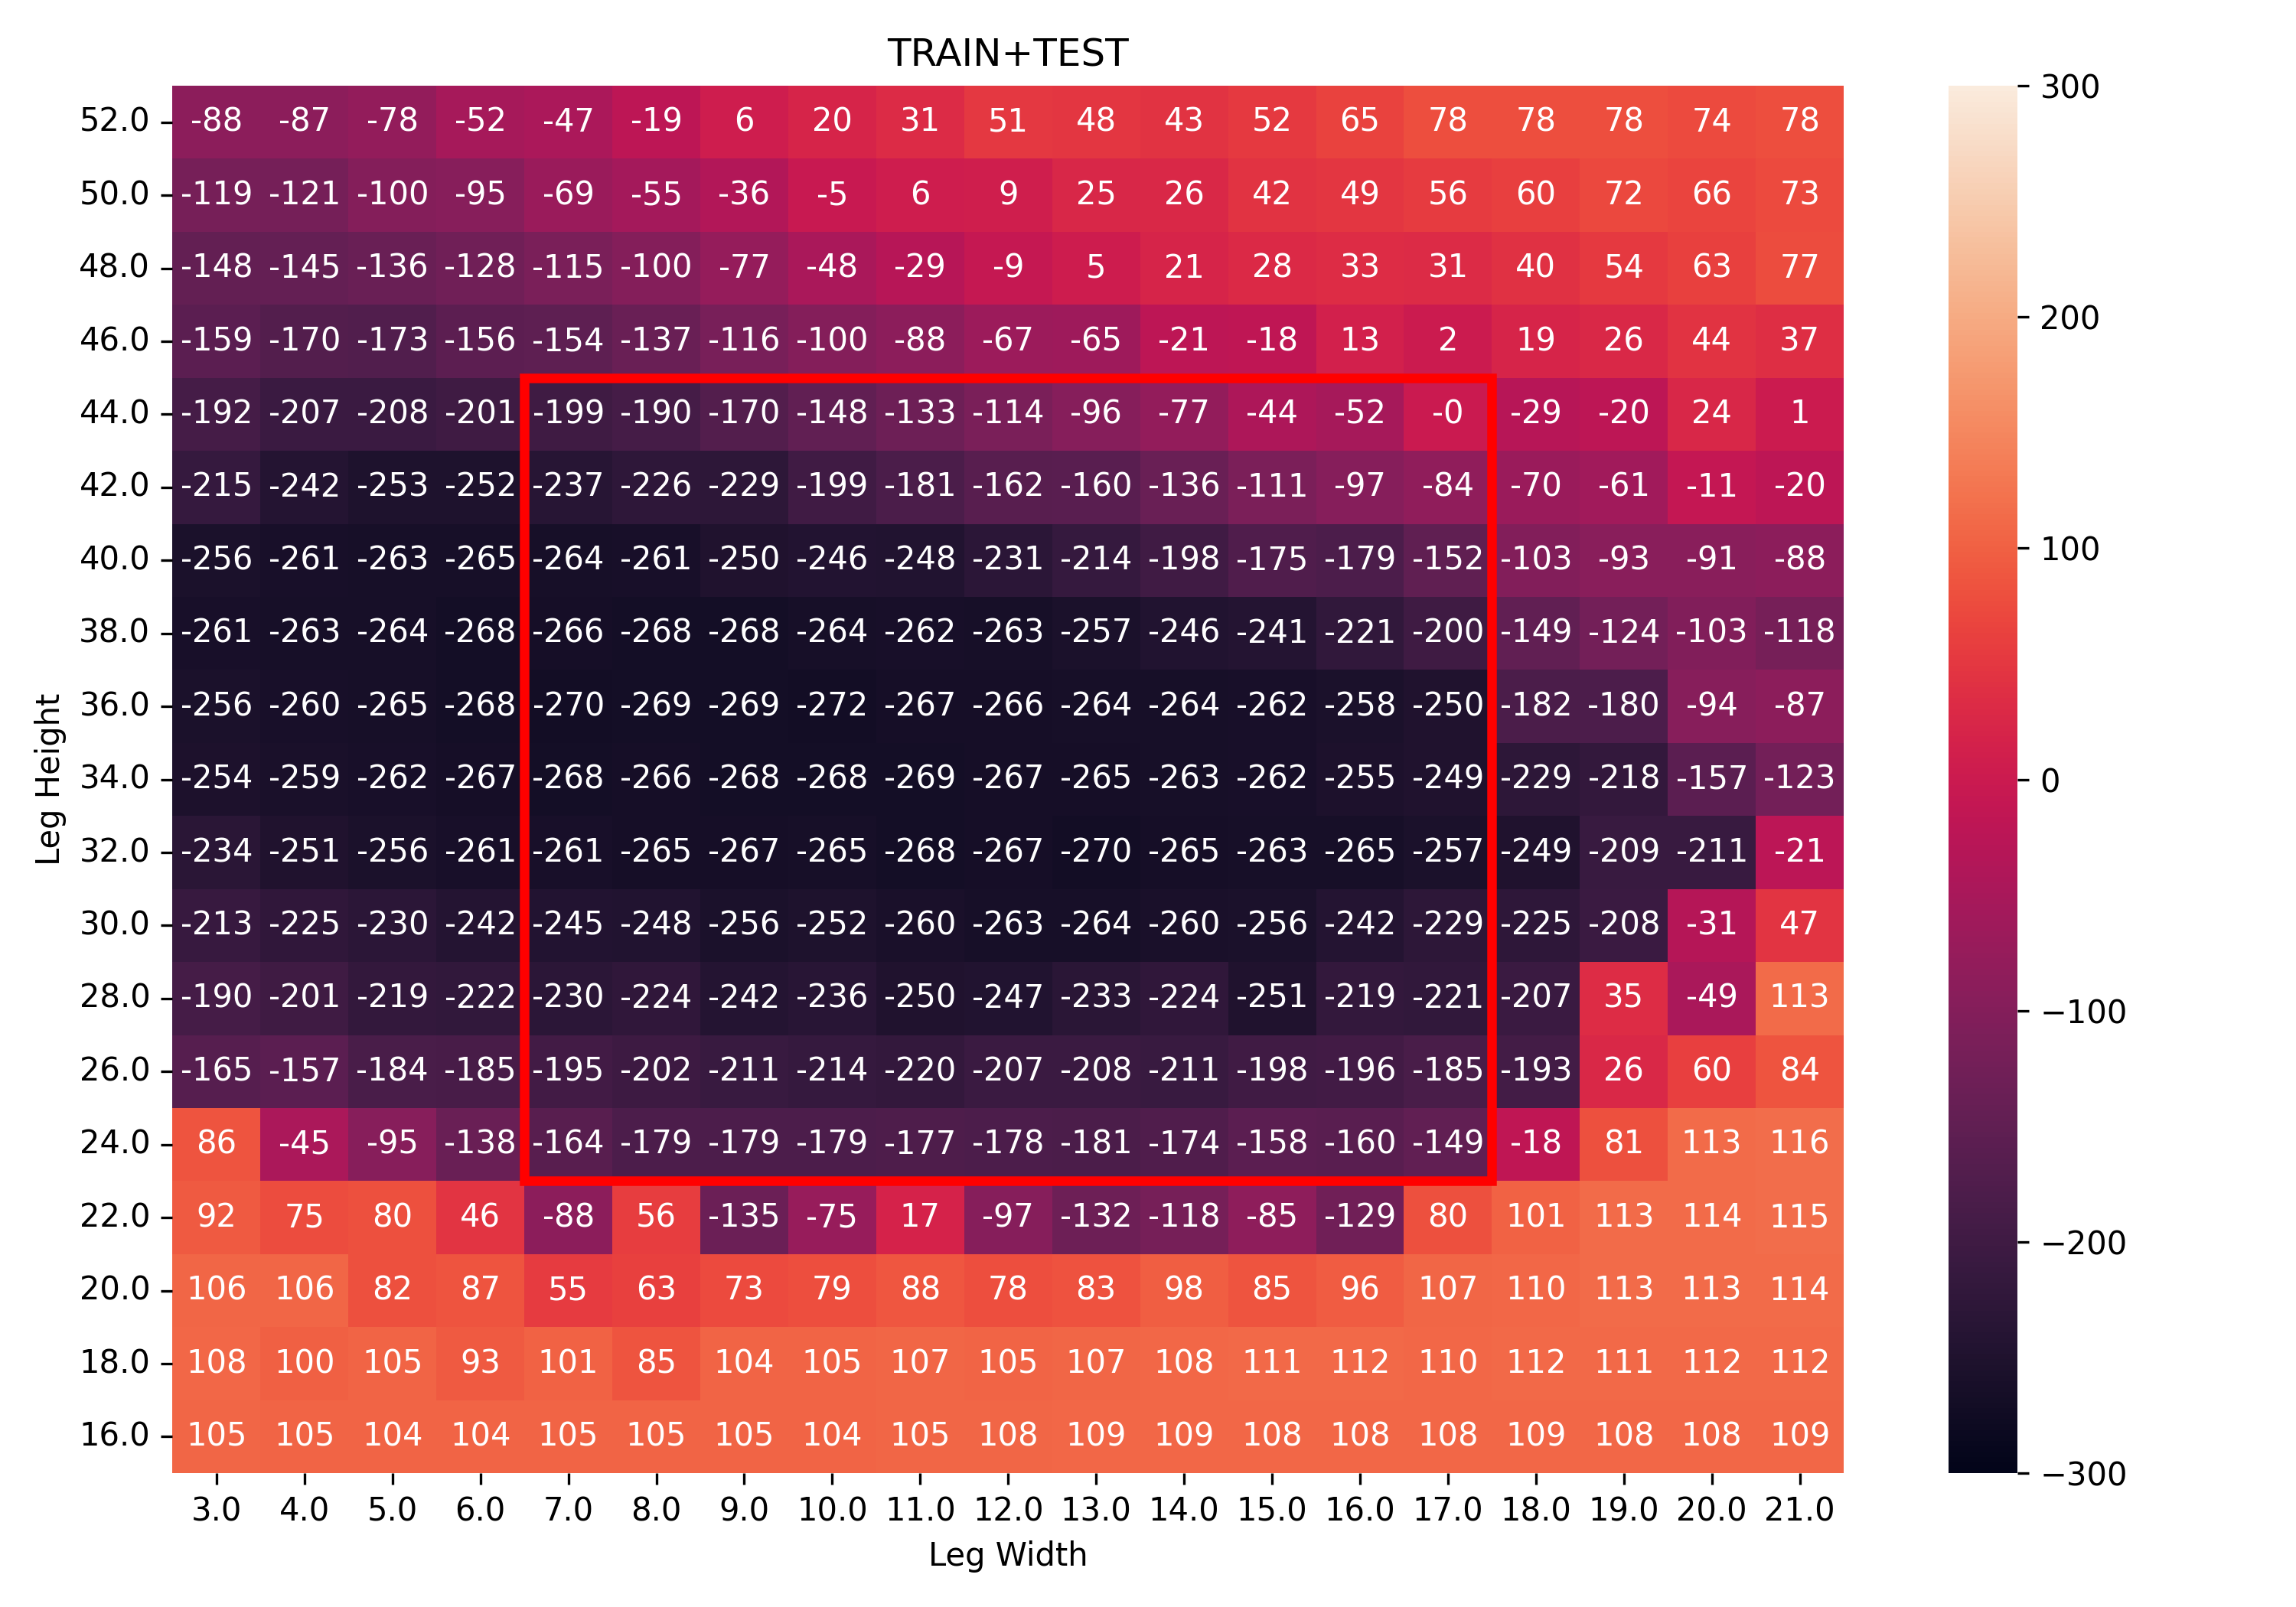 TRAIN+TEST
52.0 -88 -87 -78 -52 -47 -19 6 20 31 51 48 43 52 65 78 78 78 74 78
50.0 -119 -121 -100 -95 -69 -55 -36 -5 6 9 25 26 42 49 56 60 72 66 73
48.0 -148 -145 -136 -128 -115 -100 -77 -48 -29 -9 5 21 28 33 31 40 54 63 77
46.0 -159 -170 -173 -156 -154 -137 -116 -100 -88 -67 -65 -21 -18 13 2 19 26 44 37
44.0 -192 -207 -208 -201 -199 -190 -170 -148 -133 -114 -96 -77 -44 -52 -0 -29 -20 24 1
42.0 -215 -242 -253 -252 -237 -226 -229 -199 -181 -162 -160 -136 -111 -97 -84 -70 -61 -11 -20
40.0 -256 -261 -263 -265 -264 -261 -250 -246 -248 -231 -214 -198 -175 -179 -152 -103 -93 -91 -88
38.0 -261 -263 -264 -268 -266 -268 -268 -264 -262 -263 -257 -246 -241 -221 -200 -149 -124 -103 -118
36.0 -256 -260 -265 -268 -270 -269 -269 -272 -267 -266 -264 -264 -262 -258 -250 -182 -180 -94 -87
34.0 -254 -259 -262 -267 -268 -266 -268 -268 -269 -267 -265 -263 -262 -255 -249 -229 -218 -157 -123
32.0 -234 -251 -256 -261 -261 -265 -267 -265 -268 -267 -270 -265 -263 -265 -257 -249 -209 -211 -21
30.0 -213 -225 -230 -242 -245 -248 -256 -252 -260 -263 -264 -260 -256 -242 -229 -225 -208 -31 47
28.0 -190 -201 -219 -222 -230 -224 -242 -236 -250 -247 -233 -224 -251 -219 -221 -207 35 -49 113
26.0 -165 -157 -184 -185 -195 -202 -211 -214 -220 -207 -208 -211 -198 -196 -185 -193 26 60 84
24.0 86 -45 -95 -138 -164 -179 -179 -179 -177 -178 -181 -174 -158 -160 -149 -18 81 113 116
22.0 92 75 80 46 -88 56 -135 -75 17 -97 -132 -118 -85 -129 80 101 113 114 115
20.0 106 106 82 87 55 63 73 79 88 78 83 98 85 96 107 110 113 113 114
18.0 108 100 105 93 101 85 104 105 107 105 107 108 111 112 110 112 111 112 112
16.0 105 105 104 104 105 105 105 104 105 108 109 109 108 108 108 109 108 108 109
3.0 4.0 5.0 6.0 7.0 8.0 9.0 10.0 11.0 12.0 13.0 14.0 15.0 16.0 17.0 18.0 19.0 20.0 21.0
Leg Width
Leg Height
300
200
100
0
−100
−200
−300